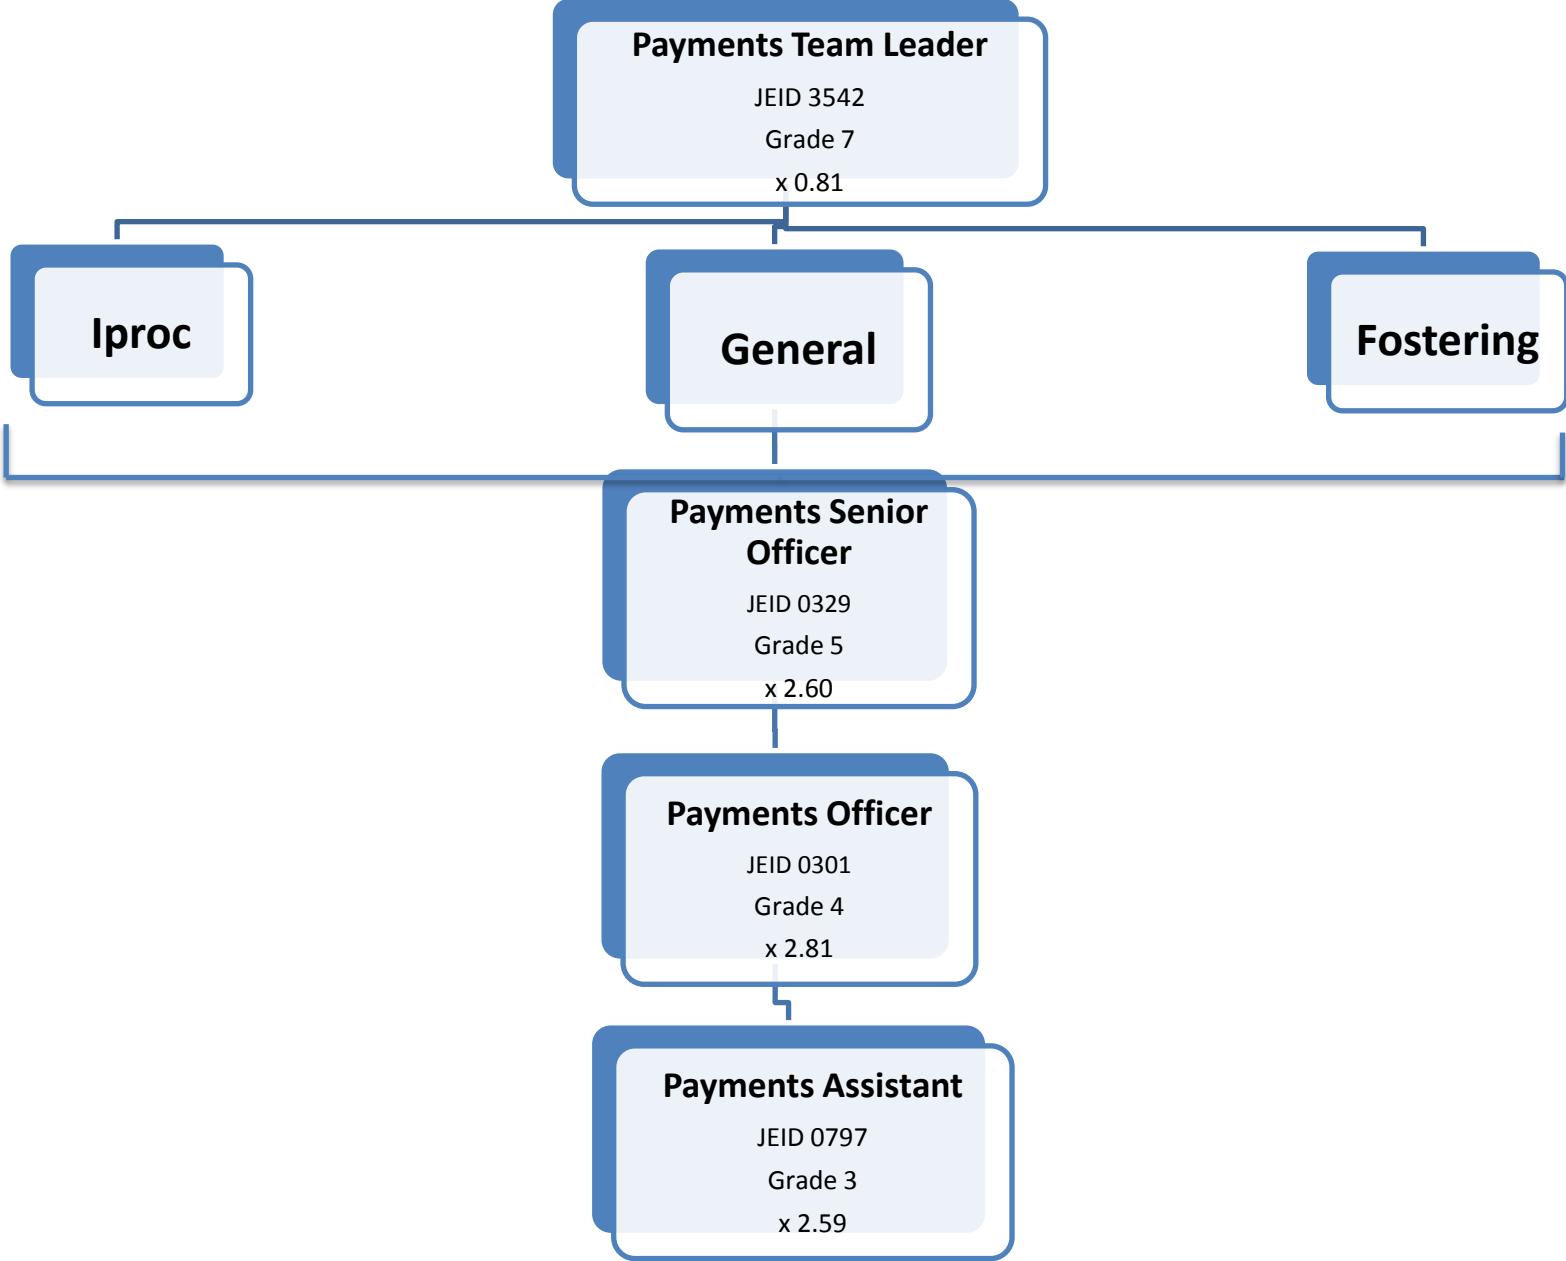 Payments Team Leader
JEID 3542
Grade 7
x 0.81
Iproc
General
Fostering
Payments Senior
Officer
JEID 0329
Grade 5
x 2.60
Payments Officer
JEID 0301
Grade 4
x 2.81
Payments Assistant
JEID 0797
Grade 3
x 2.59